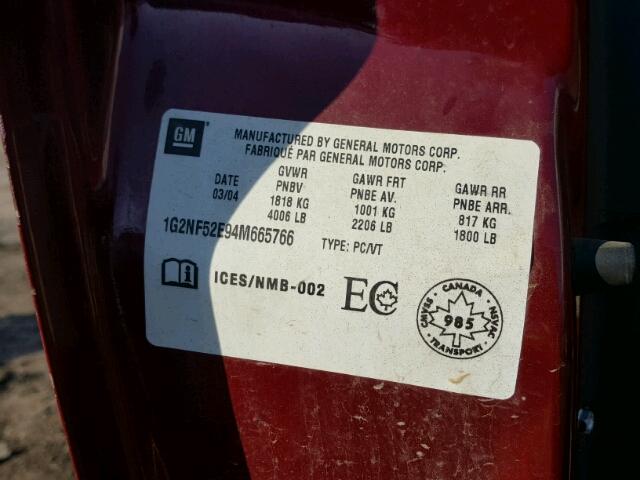 GM
MANUFACTURED BY GENERAL MOTORS CORP.
FABRIQUÉ PAR GENERAL MOTORS CORP.
DATE GVWR GAWR FRT GAWR RR
03/04 PNBV PNBE AV. PNBE ARR.
1818 KG 1001 KG 817 KG
4006 LB 2206 LB 1800 LB
1G2NF52E94M665766 TYPE: PC/VT
i ICES/NMB-002 EC
CANADA
CMVSS 985 NSVAC
TRANSPORT